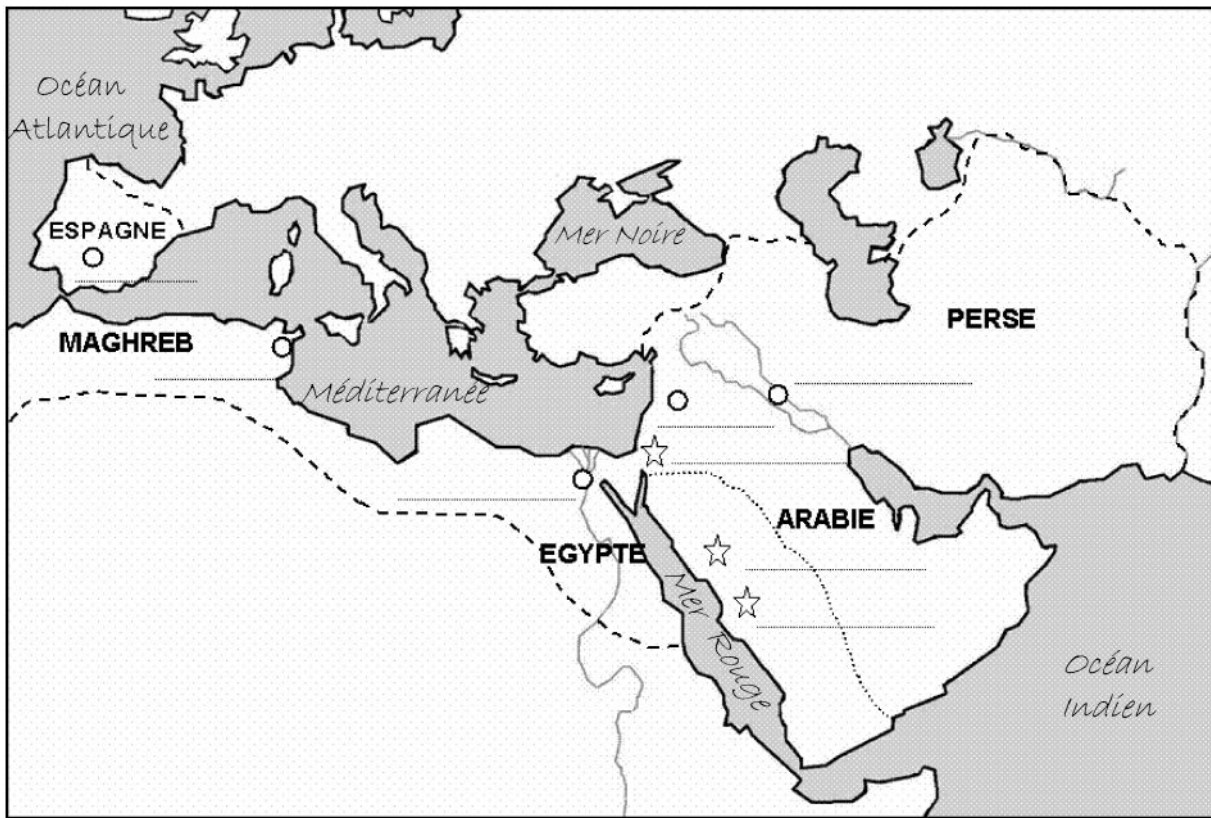 Océan
Atlantique
ESPAGNE
Mer Noire
PERSE
MAGHREB
Méditerranée
ARABIE
EGYPTE
Mer Rouge
Océan
Indien